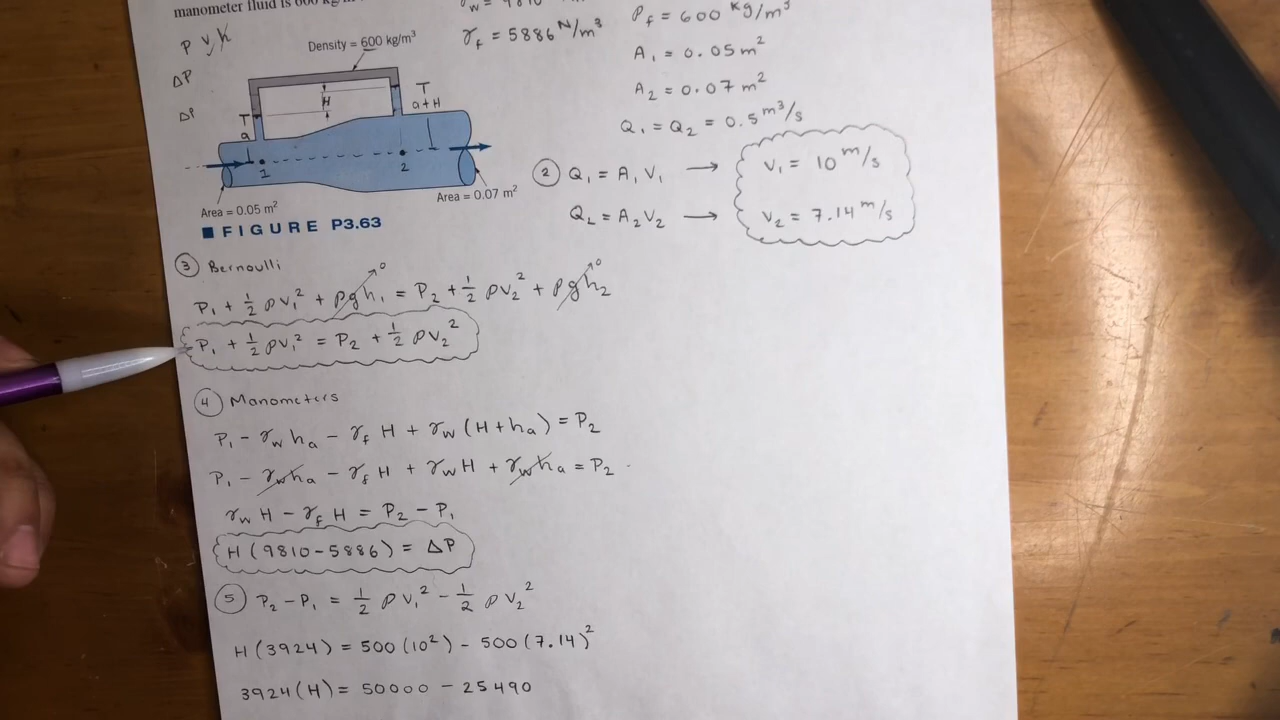 manometer fluid is 600 kg/m
γw = 9810
ρf = 600 kg/m³
γf = 5886 N/m³
P V h
ΔP
ΔP
Density = 600 kg/m³
A₁ = 0.05 m²
A₂ = 0.07 m²
Q₁ = Q₂ = 0.5 m³/s
H
T
a
T
a+H
1
2
Area = 0.05 m²
Area = 0.07 m²
■ FIGURE P3.63
② Q₁ = A₁ V₁ → V₁ = 10 m/s
Q₂ = A₂ V₂ → V₂ = 7.14 m/s
③ Bernoulli
P₁ + ½ ρv₁² + ρgh₁ ↗0 = P₂ + ½ ρv₂² + ρgh₂ ↗0
P₁ + ½ ρv₁² = P₂ + ½ ρv₂²
④ Manometers
P₁ - γw ha - γf H + γw (H + ha) = P₂
P₁ - γw ha - γf H + γw H + γw ha = P₂
γw H - γf H = P₂ - P₁
H (9810 - 5886) = ΔP
⑤ P₂ - P₁ = ½ ρ v₁² - ½ ρ v₂²
H (3924) = 500 (10²) - 500 (7.14)²
3924 (H) = 50000 - 25490